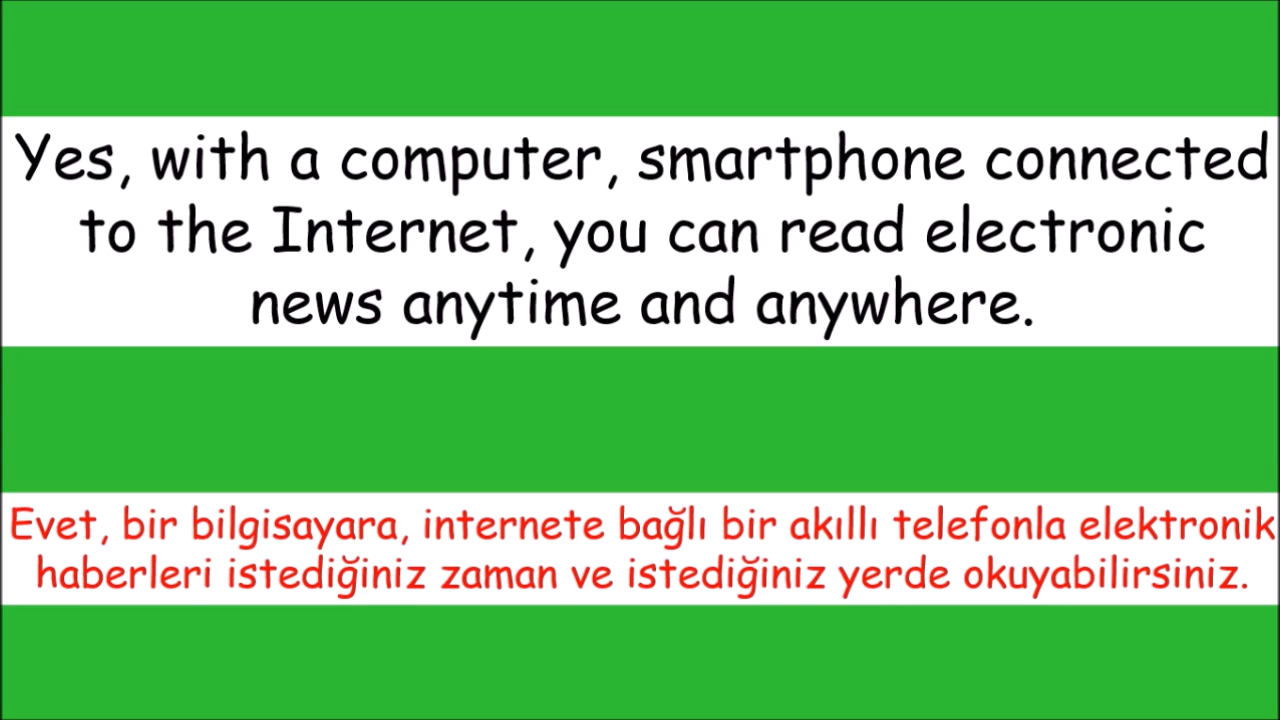 Yes, with a computer, smartphone connected
to the Internet, you can read electronic
news anytime and anywhere.
Evet, bir bilgisayara, internete bağlı bir akıllı telefonla elektronik
haberleri istediğiniz zaman ve istediğiniz yerde okuyabilirsiniz.